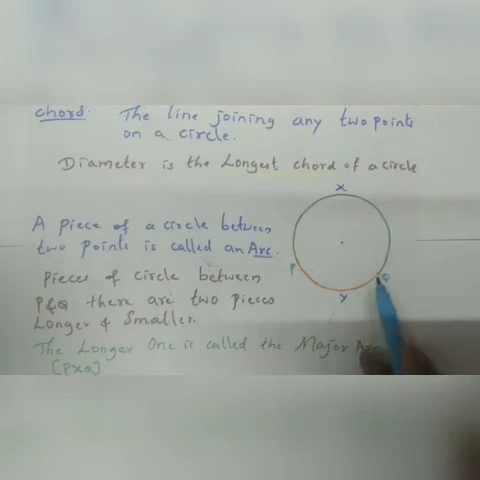 chord: The line joining any two points
on a circle.
Diameter is the Longest chord of a circle
X
A piece of a circle between
two points is called an Arc.
P
Q
Y
Pieces of circle between
P&Q there are two pieces
Longer & Smaller.
The Longer One is called the Major Arc
[PXQ]